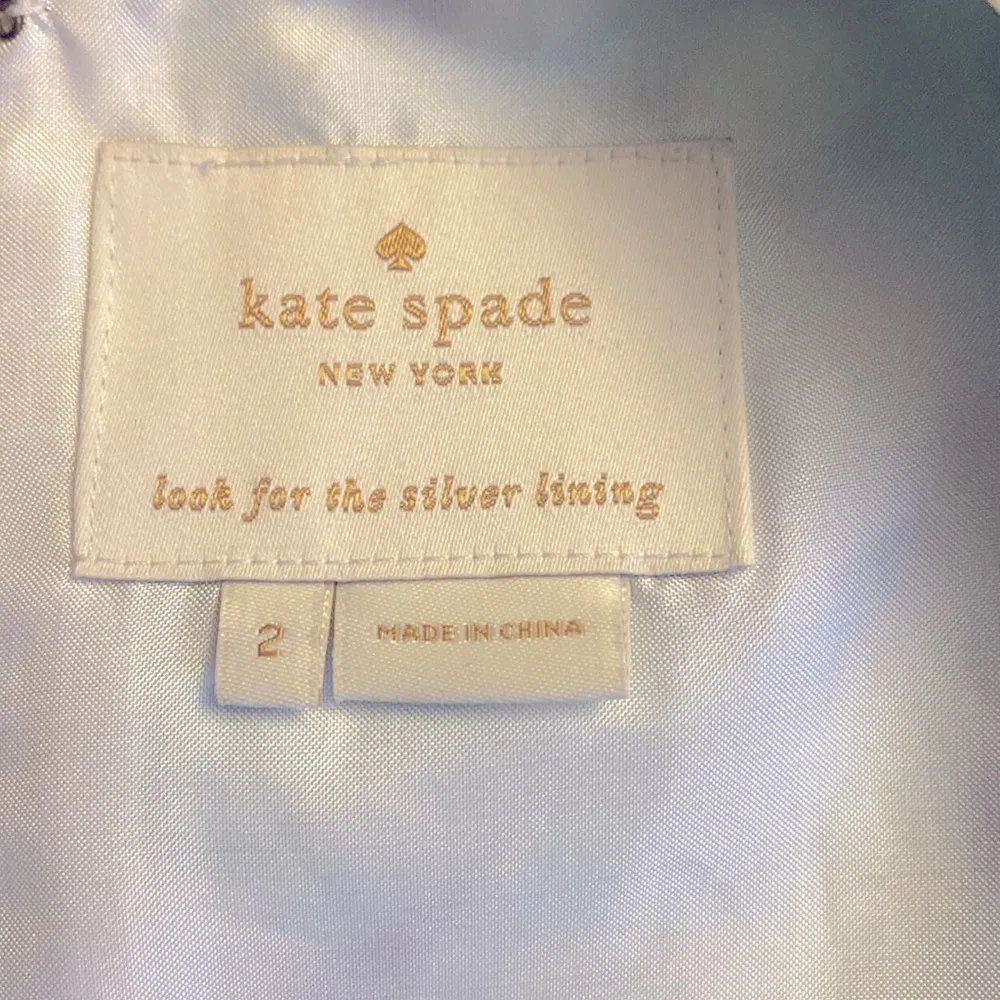 kate spade
NEW YORK
look for the silver lining
2
MADE IN CHINA